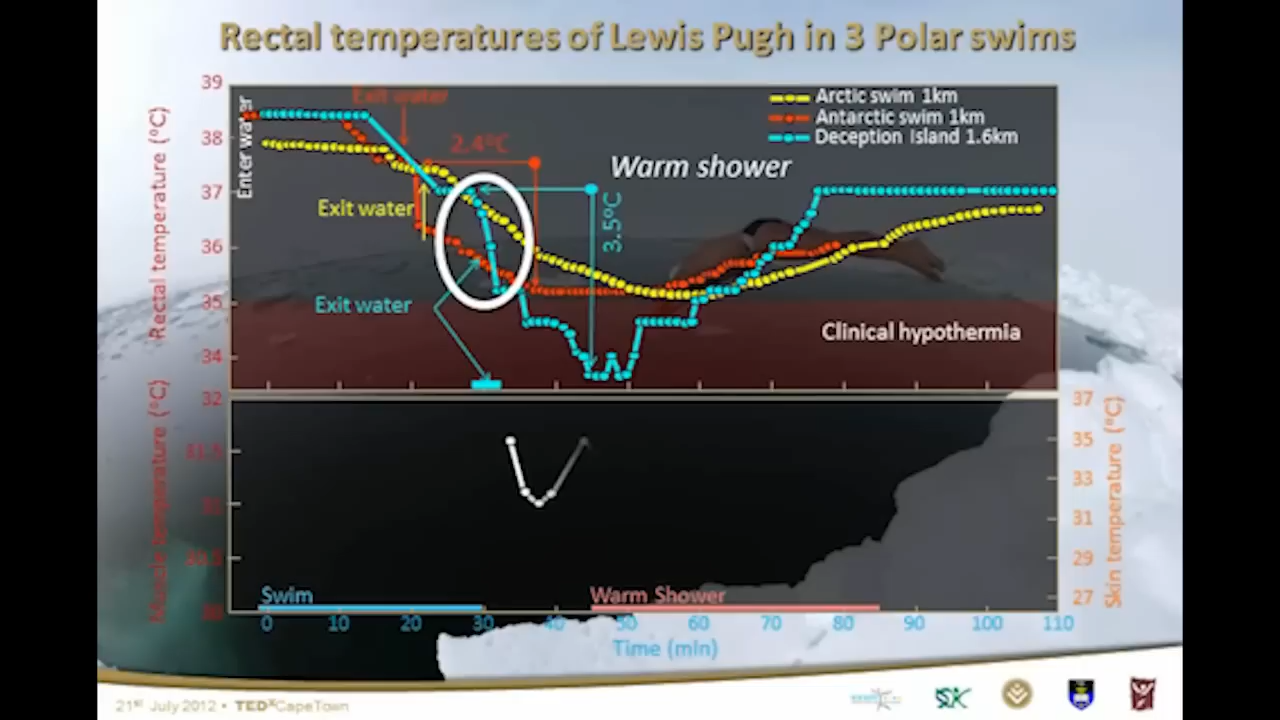 Rectal temperatures of Lewis Pugh in 3 Polar swims
39
38
37
36
35
34
33
Rectal temperature (°C)
Enter water
Exit water
2.4°C
Arctic swim 1km
Antarctic swim 1km
Deception Island 1.6km
Warm shower
Exit water
3.5°C
Exit water
Clinical hypothermia
32
31.5
31
30.5
30
Muscle temperature (°C)
37
35
33
31
29
27
Skin temperature (°C)
Swim
Warm Shower
0 10 20 30 40 50 60 70 80 90 100 110
Time (min)
21st July 2012 • TEDxCapeTown
SK